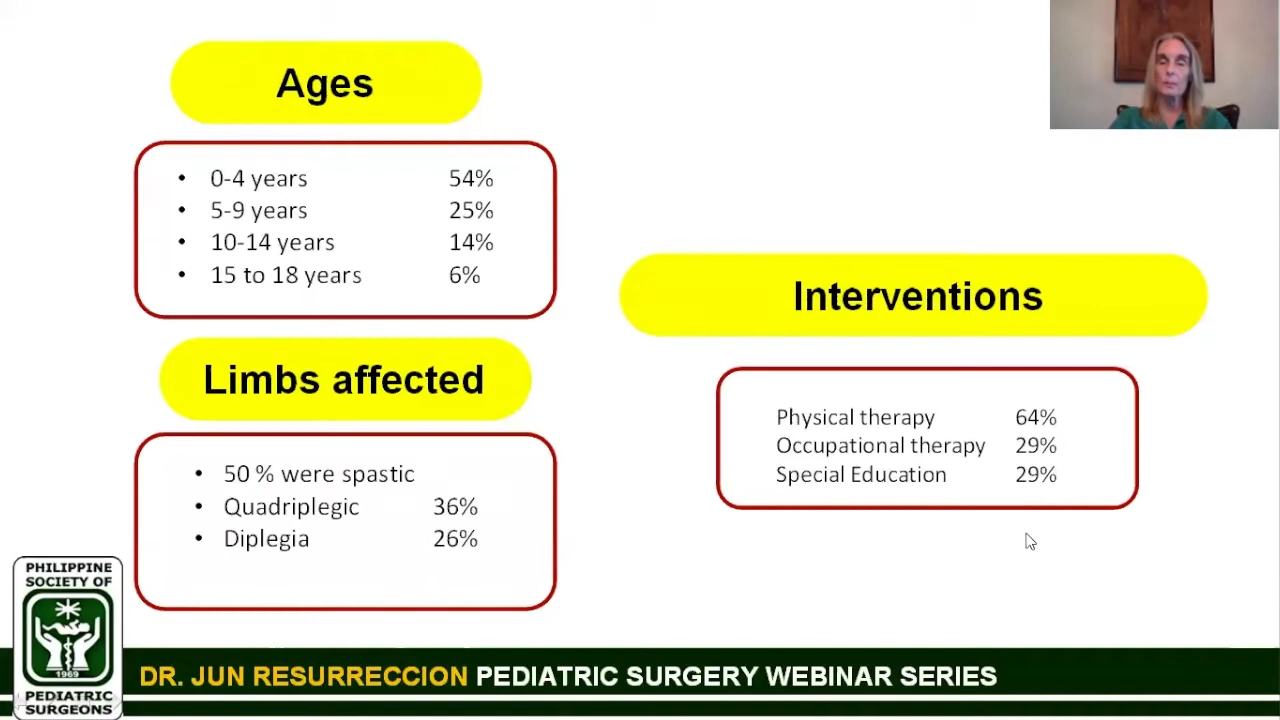 Ages
• 0-4 years 54%
• 5-9 years 25%
• 10-14 years 14%
• 15 to 18 years 6%
Limbs affected
• 50 % were spastic
• Quadriplegic 36%
• Diplegia 26%
Interventions
Physical therapy 64%
Occupational therapy 29%
Special Education 29%
PHILIPPINE
SOCIETY OF
1969
PEDIATRIC
SURGEONS
DR. JUN RESURRECCION PEDIATRIC SURGERY WEBINAR SERIES